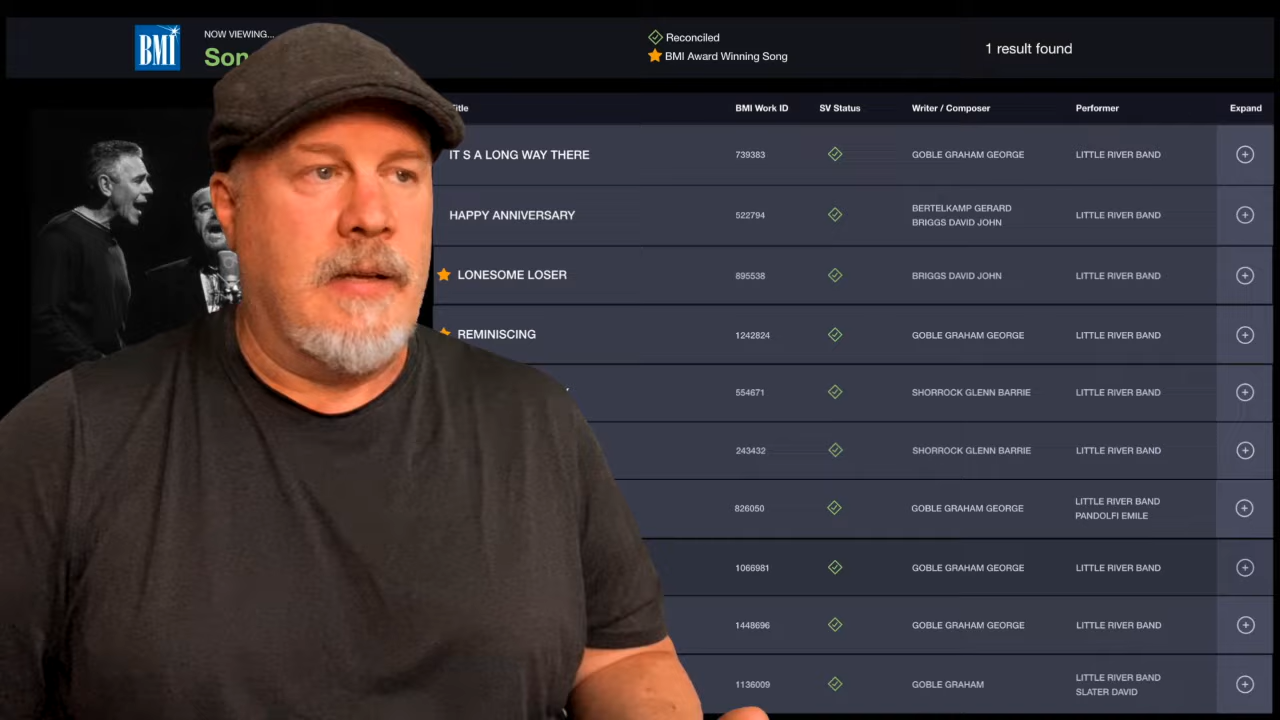 BMI
NOW VIEWING...
Son
Reconciled
BMI Award Winning Song
1 result found
Title BMI Work ID SV Status Writer / Composer Performer Expand
IT S A LONG WAY THERE 739383 GOBLE GRAHAM GEORGE LITTLE RIVER BAND
HAPPY ANNIVERSARY 522794 BERTELKAMP GERARD LITTLE RIVER BAND
BRIGGS DAVID JOHN
LONESOME LOSER 895538 BRIGGS DAVID JOHN LITTLE RIVER BAND
REMINISCING 1242824 GOBLE GRAHAM GEORGE LITTLE RIVER BAND
554671 SHORROCK GLENN BARRIE LITTLE RIVER BAND
243432 SHORROCK GLENN BARRIE LITTLE RIVER BAND
826050 GOBLE GRAHAM GEORGE LITTLE RIVER BAND
PANDOLFI EMILE
1066981 GOBLE GRAHAM GEORGE LITTLE RIVER BAND
1448696 GOBLE GRAHAM GEORGE LITTLE RIVER BAND
1136009 GOBLE GRAHAM LITTLE RIVER BAND
SLATER DAVID